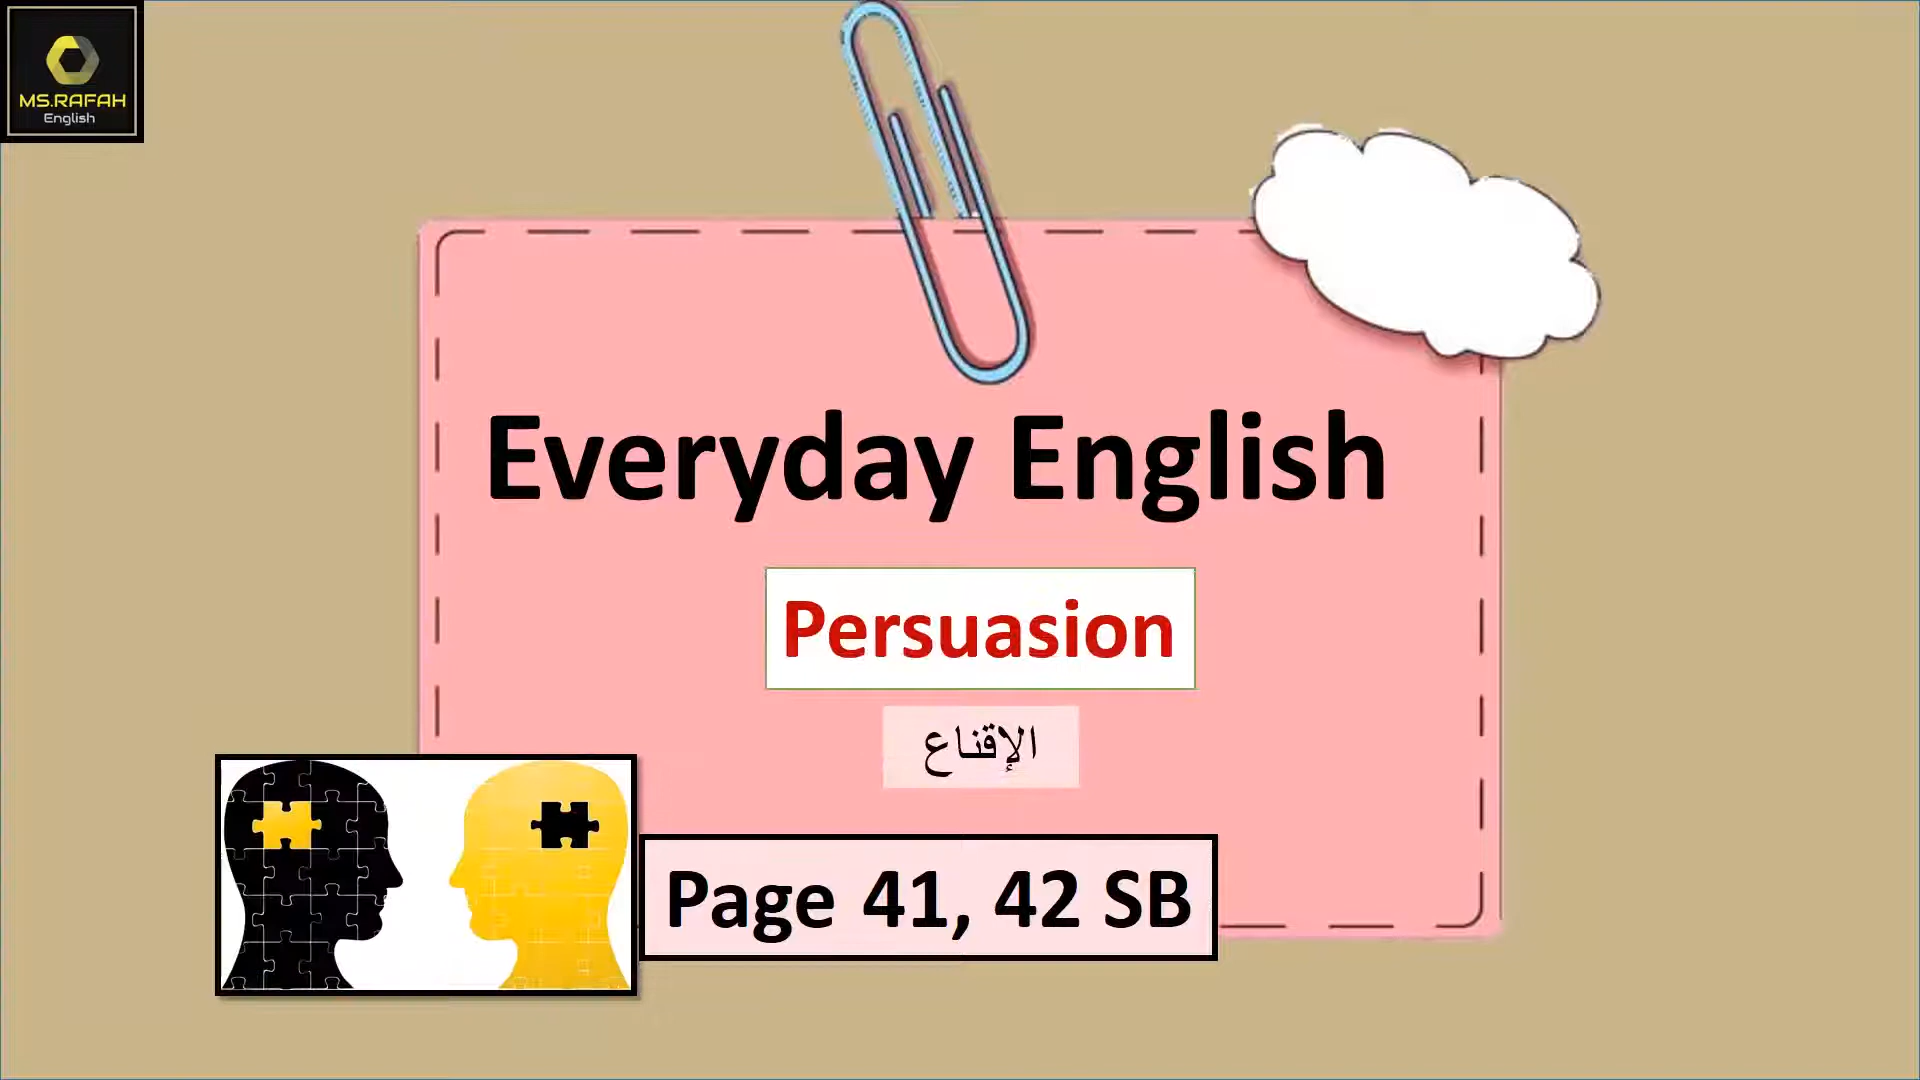 MS.RAFAH
English
Everyday English
Persuasion
الإقناع
Page 41, 42 SB